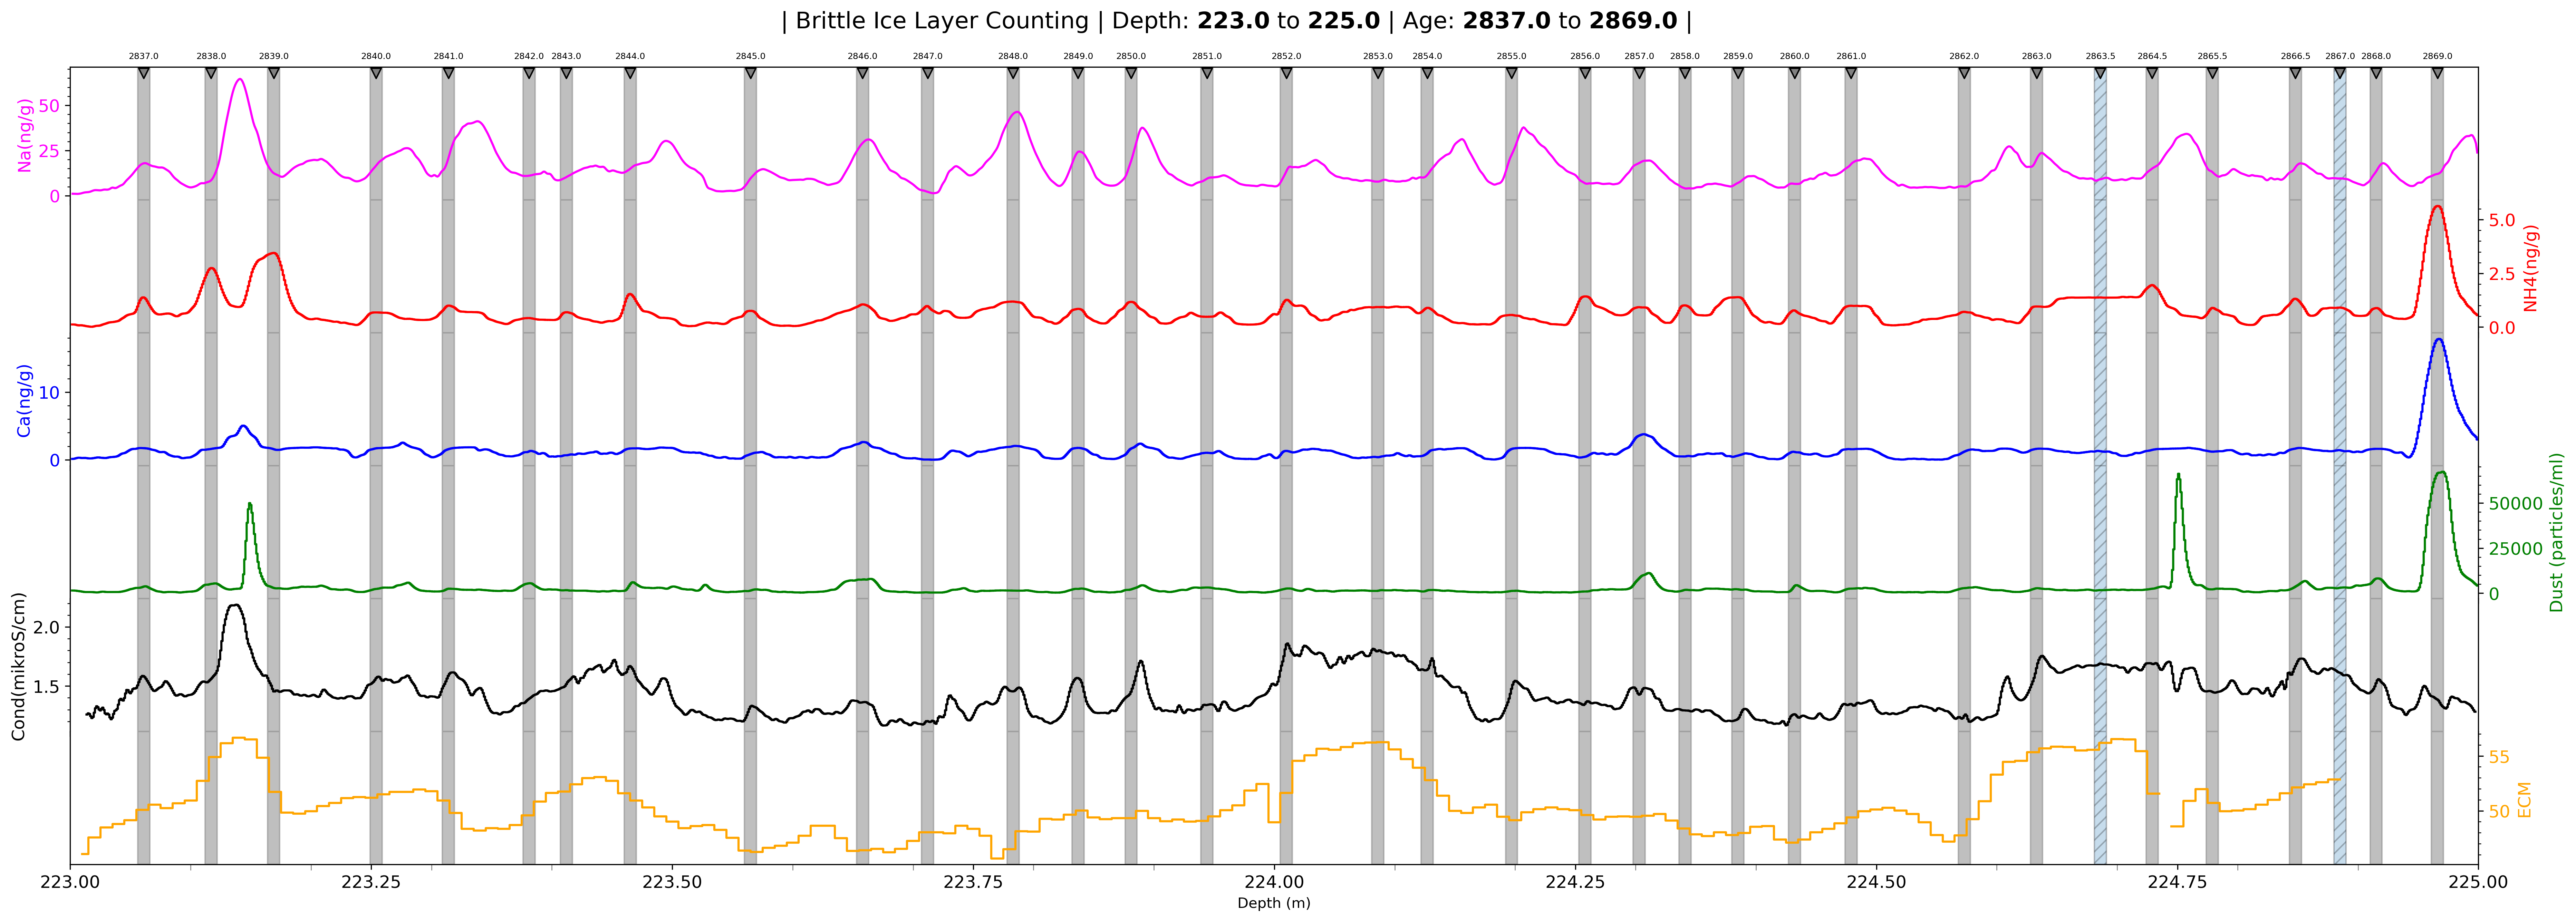 | Brittle Ice Layer Counting | Depth: 223.0 to 225.0 | Age: 2837.0 to 2869.0 |
2837.0 2838.0 2839.0 2840.0 2841.0 2842.0 2843.0 2844.0 2845.0 2846.0 2847.0 2848.0 2849.0 2850.0 2851.0 2852.0 2853.0 2854.0 2855.0 2856.0 2857.0 2858.0 2859.0 2860.0 2861.0 2862.0 2863.0 2863.5 2864.5 2865.5 2866.5 2867.0 2868.0 2869.0
Na(ng/g)
50
25
0
NH4(ng/g)
5.0
2.5
0.0
Ca(ng/g)
10
0
Dust (particles/ml)
50000
25000
0
Cond(mikroS/cm)
2.0
1.5
ECM
55
50
223.00 223.25 223.50 223.75 224.00 224.25 224.50 224.75 225.00
Depth (m)